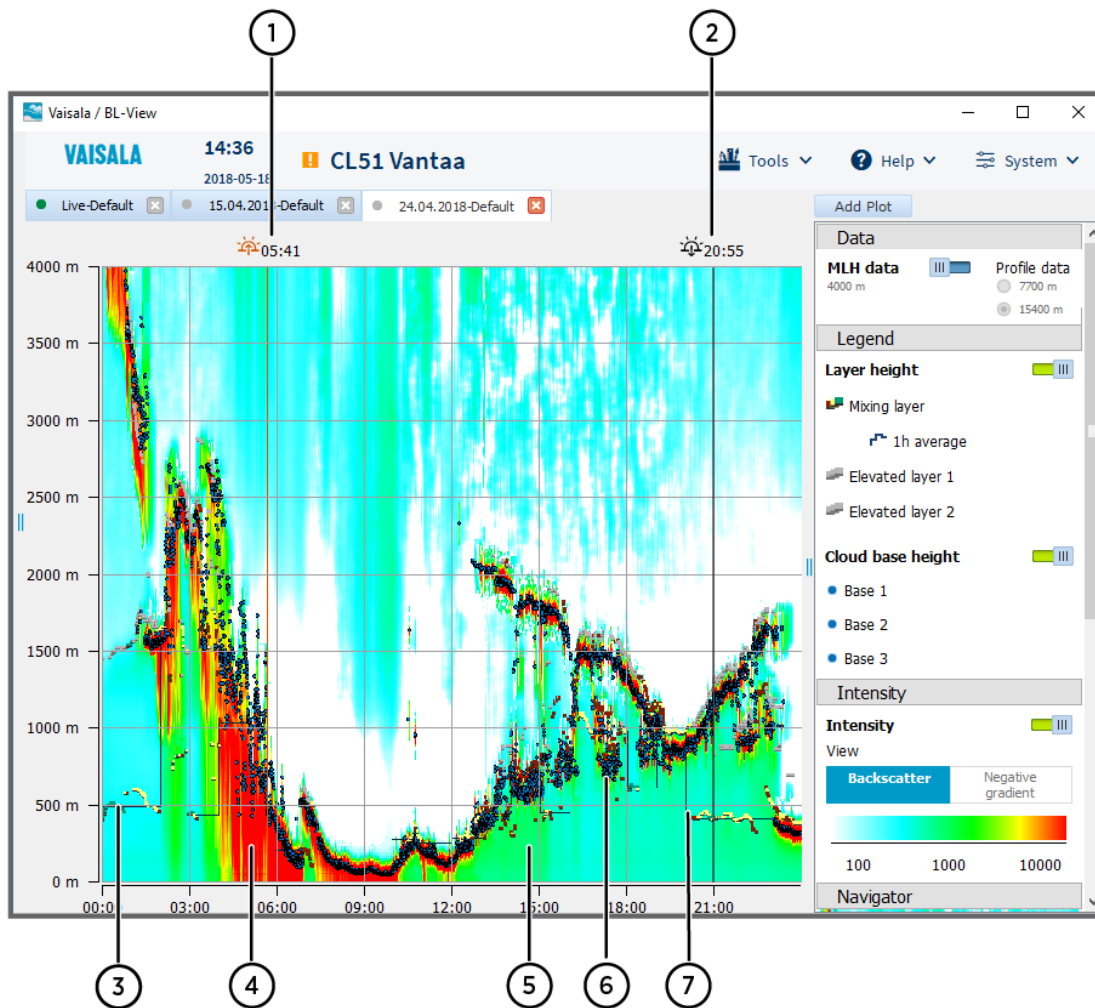 1
2
Vaisala / BL-View
VAISALA
14:36
2018-05-18
CL51 Vantaa
Tools
Help
System
Live-Default
15.04.2018-Default
24.04.2018-Default
Add Plot
05:41
20:55
4000 m
3500 m
3000 m
2500 m
2000 m
1500 m
1000 m
500 m
0 m
00:00
03:00
06:00
09:00
12:00
15:00
18:00
21:00
Data
MLH data
4000 m
Profile data
7700 m
15400 m
Legend
Layer height
Mixing layer
1h average
Elevated layer 1
Elevated layer 2
Cloud base height
Base 1
Base 2
Base 3
Intensity
Intensity
View
Backscatter
Negative
gradient
100 1000 10000
Navigator
3
4
5
6
7